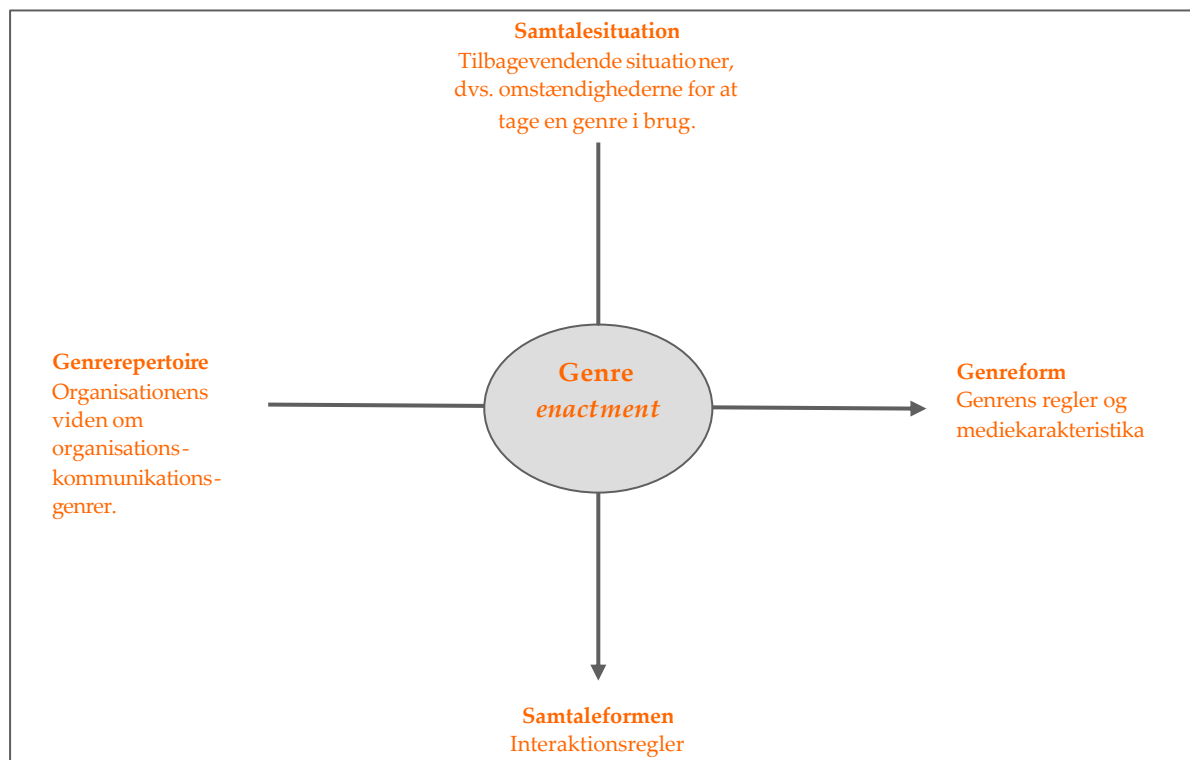 Samtalesituation
Tilbagevendende situationer,
dvs. omstændighederne for at
tage en genre i brug.
Genrerepertoire
Organisationens
viden om
organisations-
kommunikations-
genrer.
Genre
enactment
Genreform
Genrens regler og
mediekarakteristika
Samtaleformen
Interaktionsregler